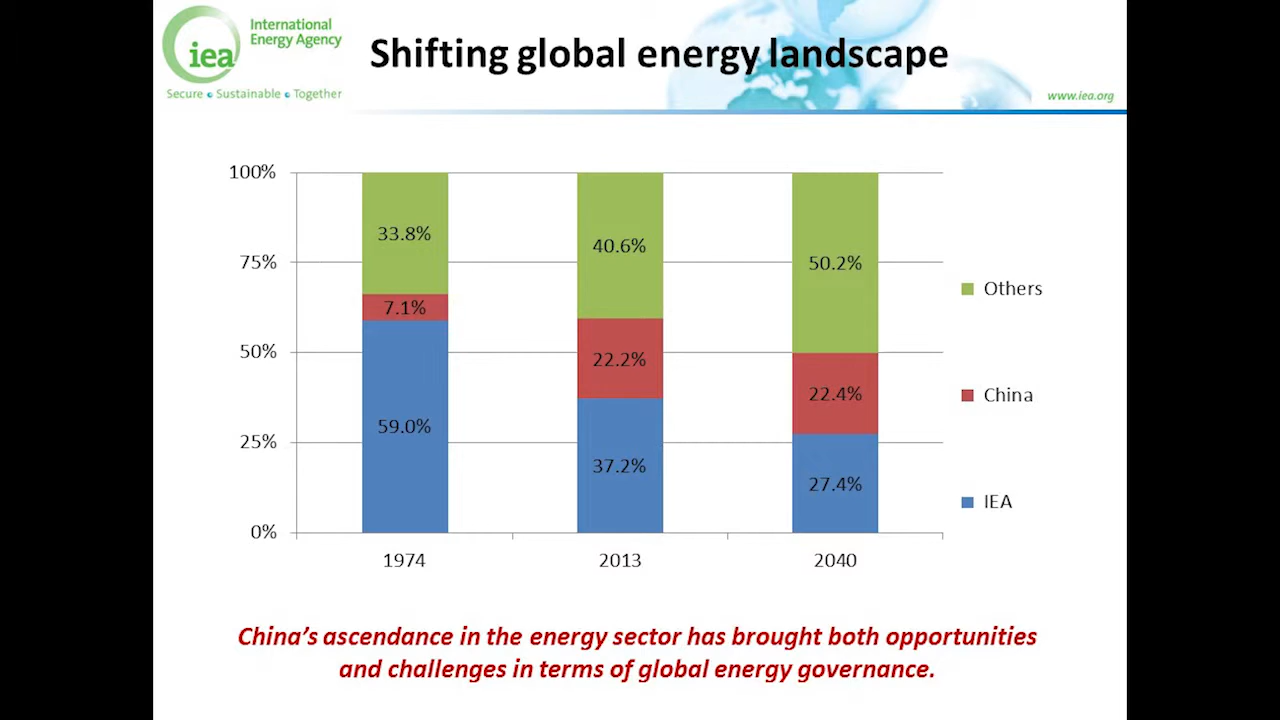 iea
International
Energy Agency
Secure • Sustainable • Together
Shifting global energy landscape
www.iea.org
100%
75%
50%
25%
0%
33.8%
7.1%
59.0%
40.6%
22.2%
37.2%
50.2%
22.4%
27.4%
1974
2013
2040
Others
China
IEA
China's ascendance in the energy sector has brought both opportunities
and challenges in terms of global energy governance.